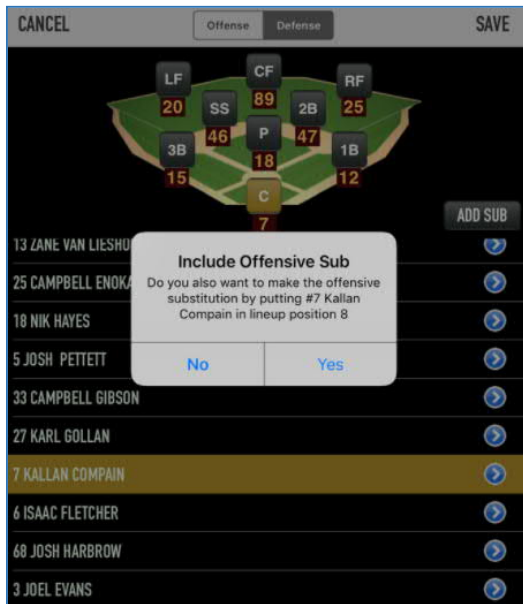 CANCEL Offense Defense SAVE
CF
LF RF
89
20 SS 2B 25
46 P 47
3B 1B
18
15 12
C
7
ADD SUB
13 ZANE VAN
25 CAMPBELL
18 NIK HAYES
5 JOSH PETTETT
33 CAMPBELL GIBSON
27 KARL GOLLAN
7 KALLAN COMPAIN
6 ISAAC FLETCHER
68 JOSH HARBROW
3 JOEL EVANS
Include Offensive Sub
Do you also want to make the offensive
substitution by putting #7 Kallan
Compain in lineup position 8
No Yes